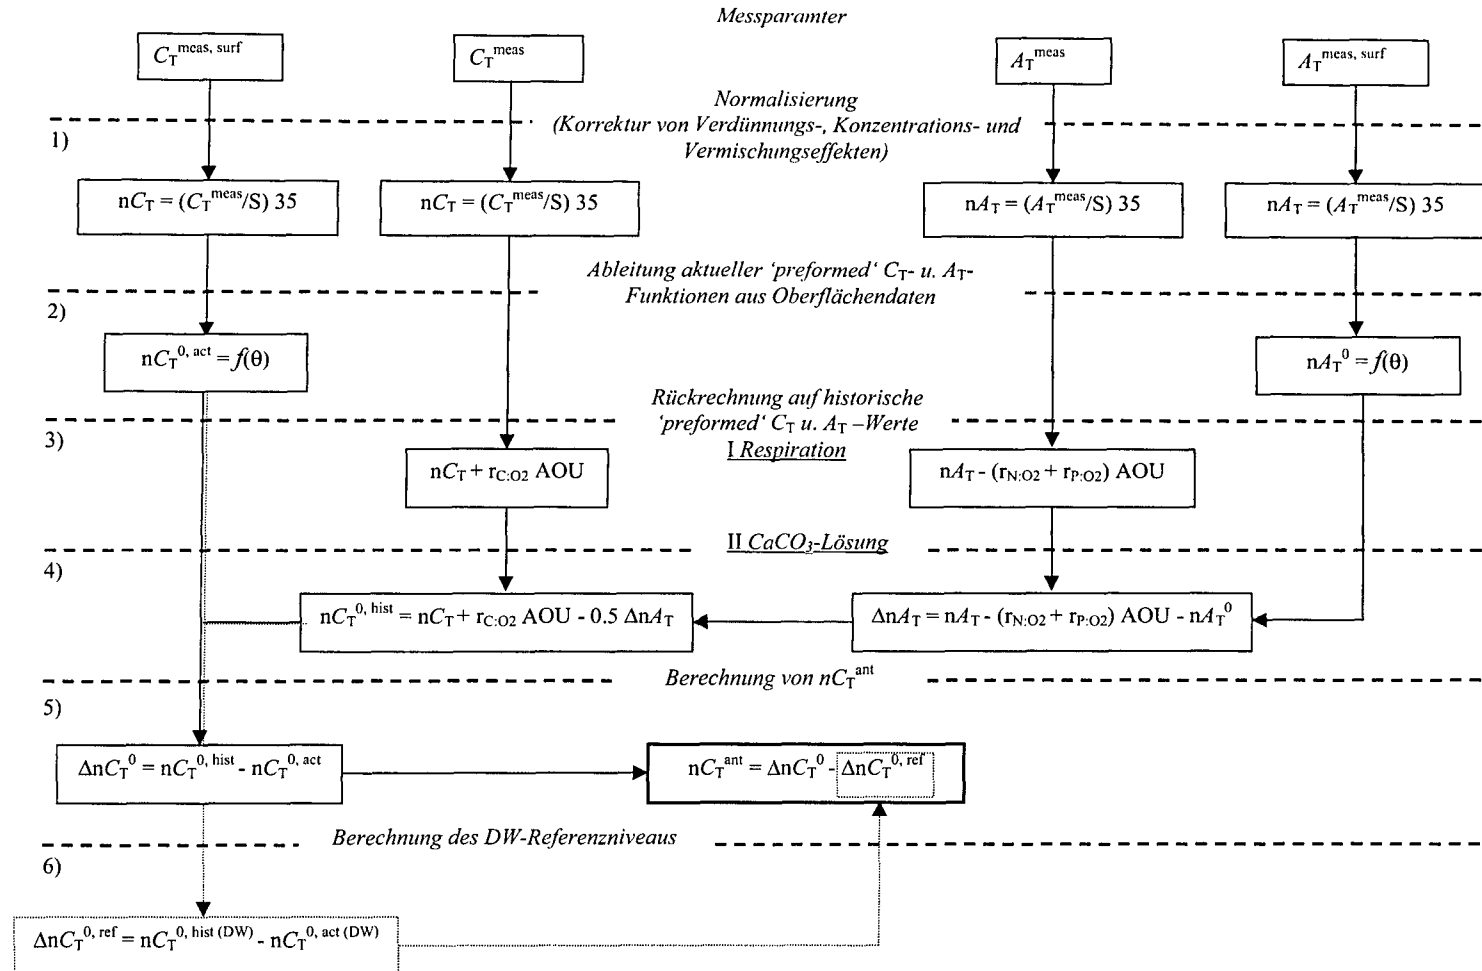 Messparamter
C_T^meas, surf
C_T^meas
A_T^meas
A_T^meas, surf
Normalisierung
(Korrektur von Verdünnungs-, Konzentrations- und
Vermischungseffekten)
1)
nC_T = (C_T^meas/S) 35
nC_T = (C_T^meas/S) 35
nA_T = (A_T^meas/S) 35
nA_T = (A_T^meas/S) 35
Ableitung aktueller ‘preformed‘ C_T- u. A_T-
Funktionen aus Oberflächendaten
2)
nC_T^0, act = f(θ)
nA_T^0 = f(θ)
Rückrechnung auf historische
‘preformed‘ C_T u. A_T –Werte
3)
I Respiration
nC_T + r_C:O2 AOU
nA_T - (r_N:O2 + r_P:O2) AOU
II CaCO₃-Lösung
4)
nC_T^0, hist = nC_T + r_C:O2 AOU - 0.5 ΔnA_T
ΔnA_T = nA_T - (r_N:O2 + r_P:O2) AOU - nA_T^0
Berechnung von nC_T^ant
5)
ΔnC_T^0 = nC_T^0, hist - nC_T^0, act
nC_T^ant = ΔnC_T^0 - ΔnC_T^0, ref
Berechnung des DW-Referenzniveaus
6)
ΔnC_T^0, ref = nC_T^0, hist (DW) - nC_T^0, act (DW)